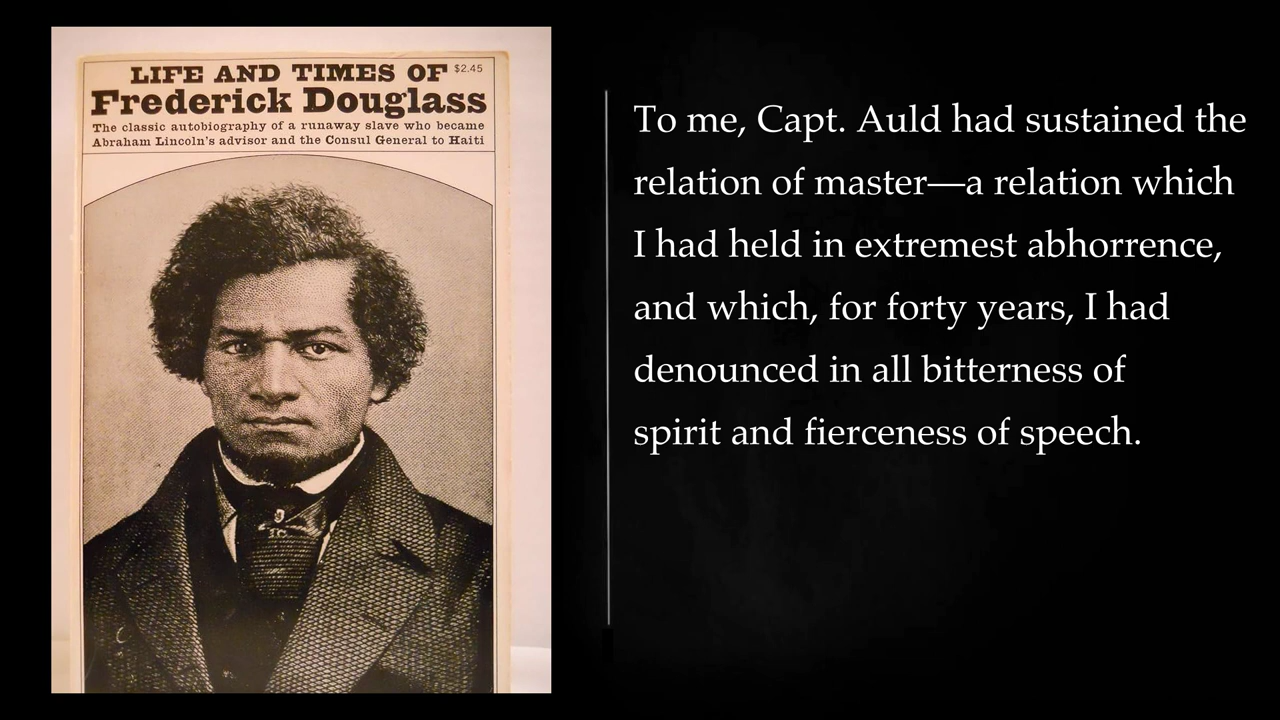 LIFE AND TIMES OF $2.45
Frederick Douglass
The classic autobiography of a runaway slave who became
Abraham Lincoln's advisor and the Consul General to Haiti
To me, Capt. Auld had sustained the
relation of master—a relation which
I had held in extremest abhorrence,
and which, for forty years, I had
denounced in all bitterness of
spirit and fierceness of speech.